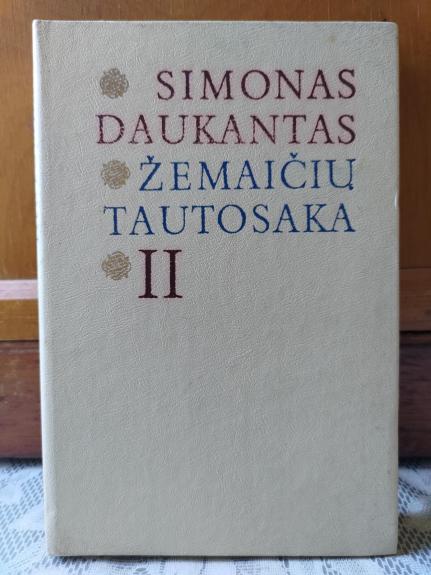 SIMONAS
DAUKANTAS
ŽEMAIČIŲ
TAUTOSAKA
II